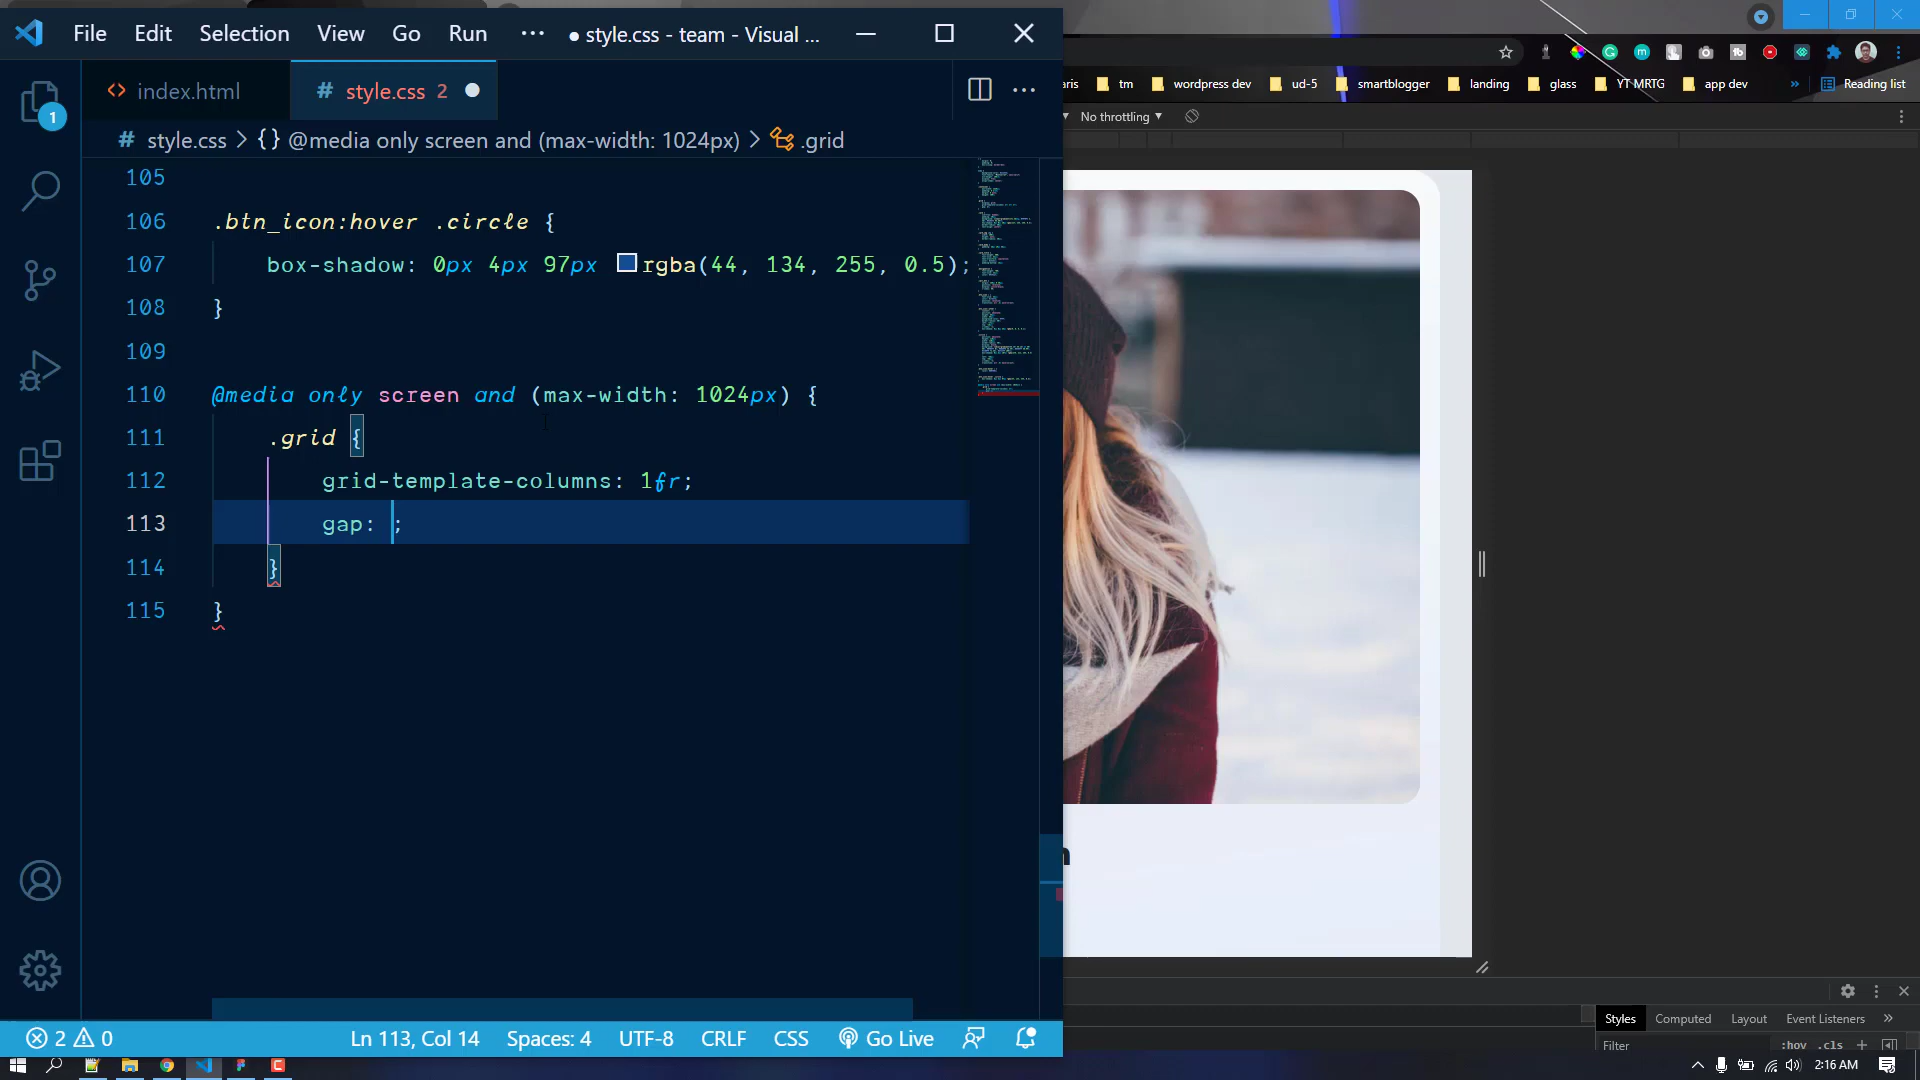 File Edit Selection View Go Run ··· ● style.css - team - Visual ...
index.html # style.css 2
1
# style.css > {} @media only screen and (max-width: 1024px) > .grid
105
106 .btn_icon:hover .circle {
107 box-shadow: 0px 4px 97px rgba(44, 134, 255, 0.5);
108 }
109
110 @media only screen and (max-width: 1024px) {
111 .grid {
112 grid-template-columns: 1fr;
113 gap: ;
114 }
115 }
2 0 Ln 113, Col 14 Spaces: 4 UTF-8 CRLF CSS Go Live
aris tm wordpress dev ud-5 smartblogger landing glass YT MRTG app dev » Reading list
No throttling
Styles Computed Layout Event Listeners »
Filter :hov .cls +
2:16 AM